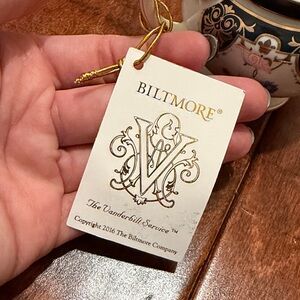 BILTMORE®
V
The Vanderbilt Service™
Copyright 2016 The Biltmore Company